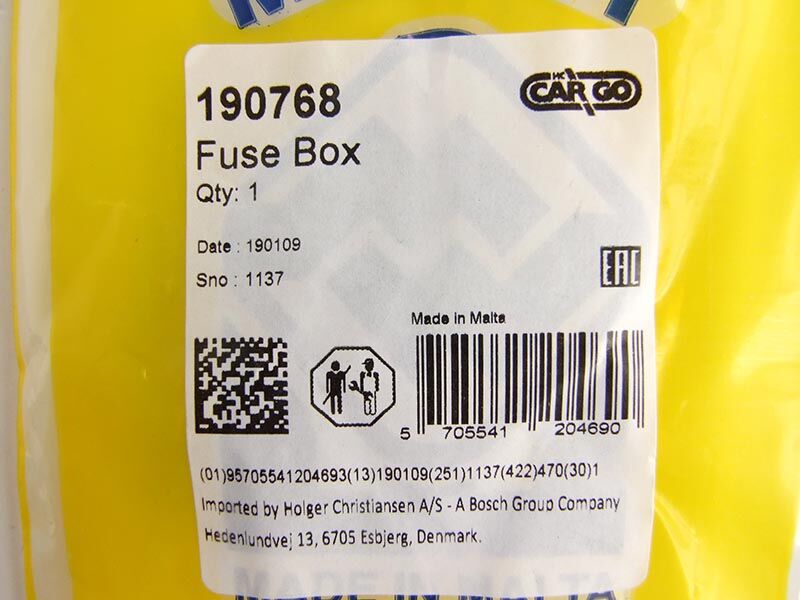 190768
HC
CARGO
Fuse Box
Qty: 1
Date : 190109
Sno : 1137
EAC
Made in Malta
5 705541 204690
(01)95705541204693(13)190109(251)1137(422)470(30)1
Imported by Holger Christiansen A/S - A Bosch Group Company
Hedenlundvej 13, 6705 Esbjerg, Denmark.
MADE IN MALTA